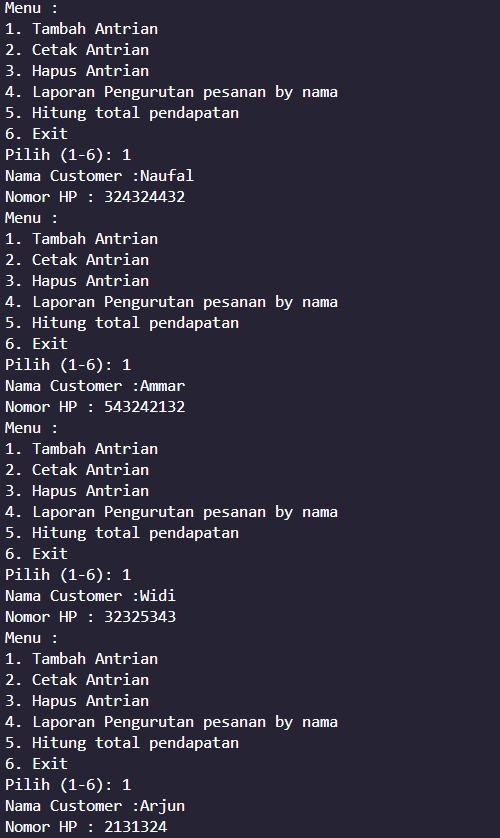 Menu :
1. Tambah Antrian
2. Cetak Antrian
3. Hapus Antrian
4. Laporan Pengurutan pesanan by nama
5. Hitung total pendapatan
6. Exit
Pilih (1-6): 1
Nama Customer :Naufal
Nomor HP : 324324432
Menu :
1. Tambah Antrian
2. Cetak Antrian
3. Hapus Antrian
4. Laporan Pengurutan pesanan by nama
5. Hitung total pendapatan
6. Exit
Pilih (1-6): 1
Nama Customer :Ammar
Nomor HP : 543242132
Menu :
1. Tambah Antrian
2. Cetak Antrian
3. Hapus Antrian
4. Laporan Pengurutan pesanan by nama
5. Hitung total pendapatan
6. Exit
Pilih (1-6): 1
Nama Customer :Widi
Nomor HP : 32325343
Menu :
1. Tambah Antrian
2. Cetak Antrian
3. Hapus Antrian
4. Laporan Pengurutan pesanan by nama
5. Hitung total pendapatan
6. Exit
Pilih (1-6): 1
Nama Customer :Arjun
Nomor HP : 2131324